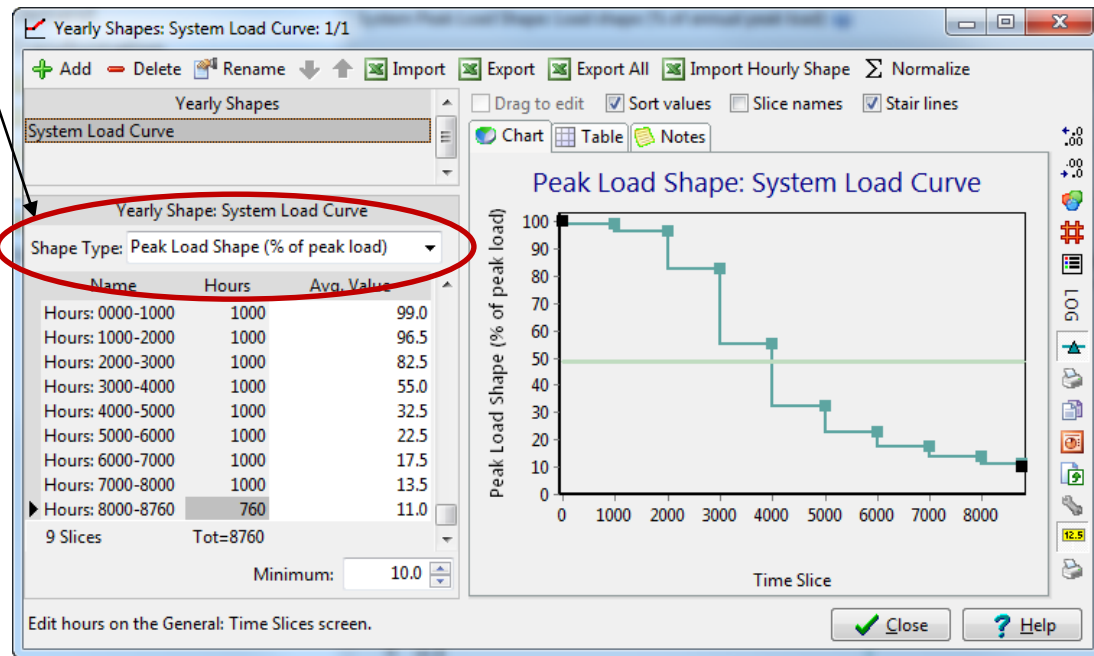 Yearly Shapes: System Load Curve: 1/1
Add Delete Rename Import Export Export All Import Hourly Shape Σ Normalize
Yearly Shapes
System Load Curve
Drag to edit Sort values Slice names Stair lines
Chart Table Notes
Yearly Shape: System Load Curve
Shape Type: Peak Load Shape (% of peak load)
Name Hours Avg. Value
Hours: 0000-1000 1000 99.0
Hours: 1000-2000 1000 96.5
Hours: 2000-3000 1000 82.5
Hours: 3000-4000 1000 55.0
Hours: 4000-5000 1000 32.5
Hours: 5000-6000 1000 22.5
Hours: 6000-7000 1000 17.5
Hours: 7000-8000 1000 13.5
Hours: 8000-8760 760 11.0
9 Slices Tot=8760
Minimum: 10.0
Peak Load Shape: System Load Curve
Peak Load Shape (% of peak load)
100
90
80
70
60
50
40
30
20
10
0
0 1000 2000 3000 4000 5000 6000 7000 8000
Time Slice
.0
.00
.00
.0
LOG
12.5
Edit hours on the General: Time Slices screen.
Close ? Help